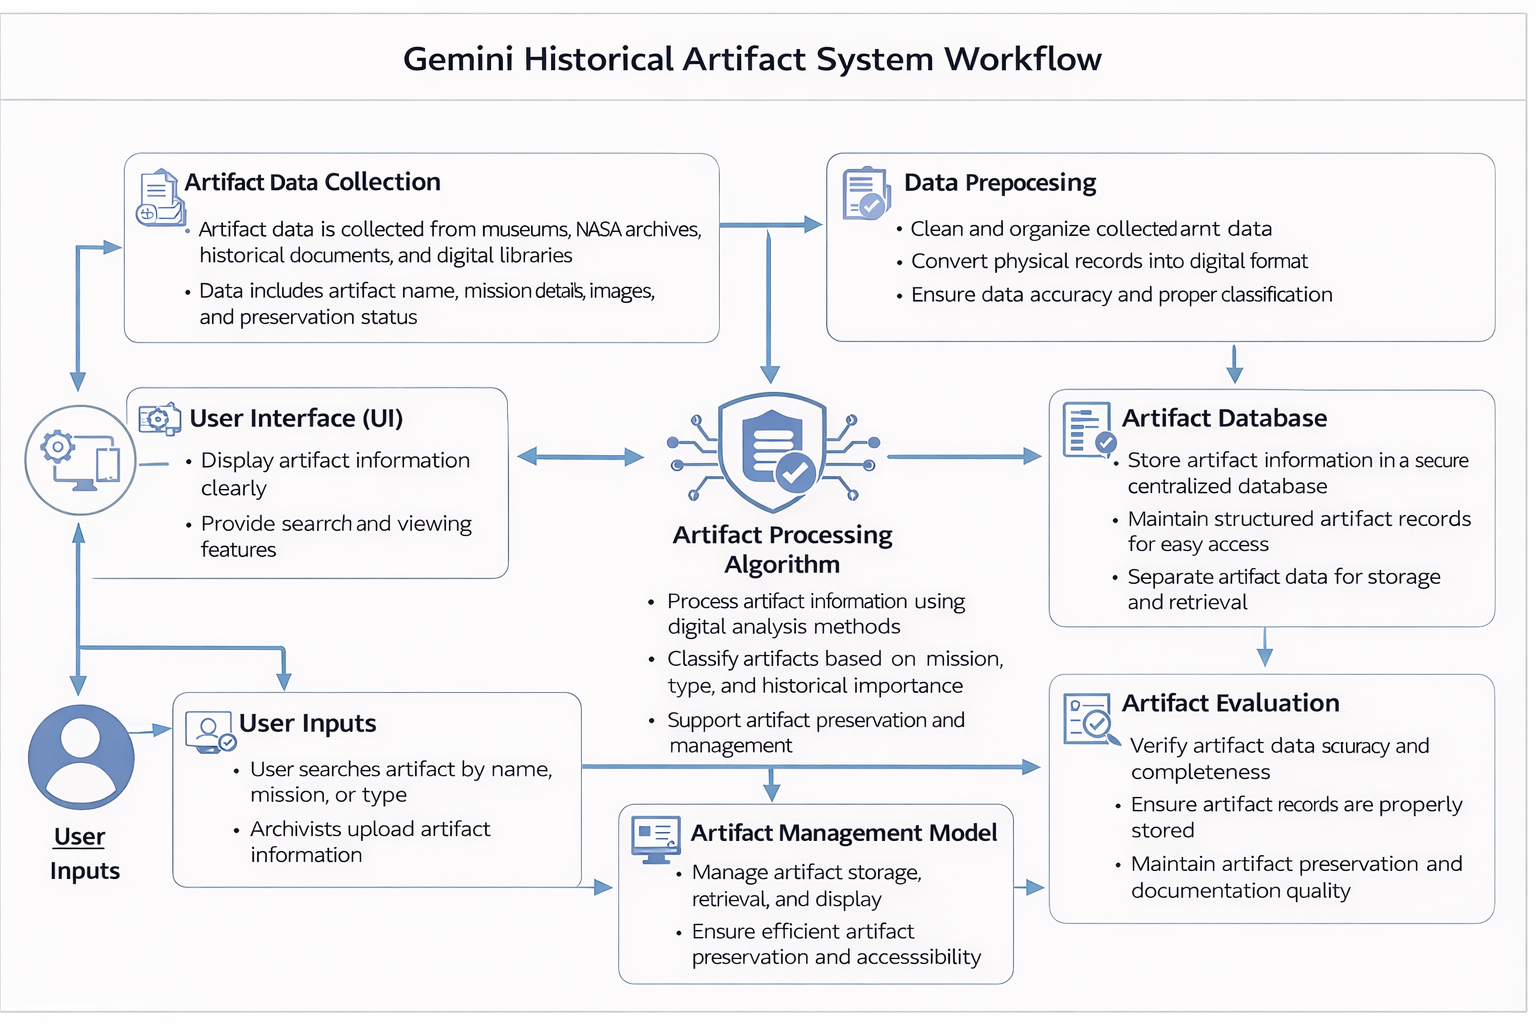 Gemini Historical Artifact System Workflow
Artifact Data Collection
• Artifact data is collected from museums, NASA archives,
historical documents, and digital libraries
• Data includes artifact name, mission details, images,
and preservation status
Data Prepocesing
• Clean and organize collectedarnt data
• Convert physical records into digital format
• Ensure data accuracy and proper classification
User Interface (UI)
• Display artifact information
clearly
• Provide searrch and viewing
features
Artifact Processing
Algorithm
• Process artifact information using
digital analysis methods
• Classify artifacts based on mission,
type, and historical importance
• Support artifact preservation and
management
Artifact Database
• Store artifact information in a secure
centralized database
• Maintain structured artifact records
for easy access
• Separate artifact data for storage
and retrieval
User
Inputs
User Inputs
• User searches artifact by name,
mission, or type
• Archivists upload artifact
information
Artifact Management Model
• Manage artifact storage,
retrieval, and display
• Ensure efficient artifact
preservation and accesssibility
Artifact Evaluation
Verify artifact data sciuracy and
completeness
• Ensure artifact records are properly
stored
• Maintain artifact preservation and
documentation quality